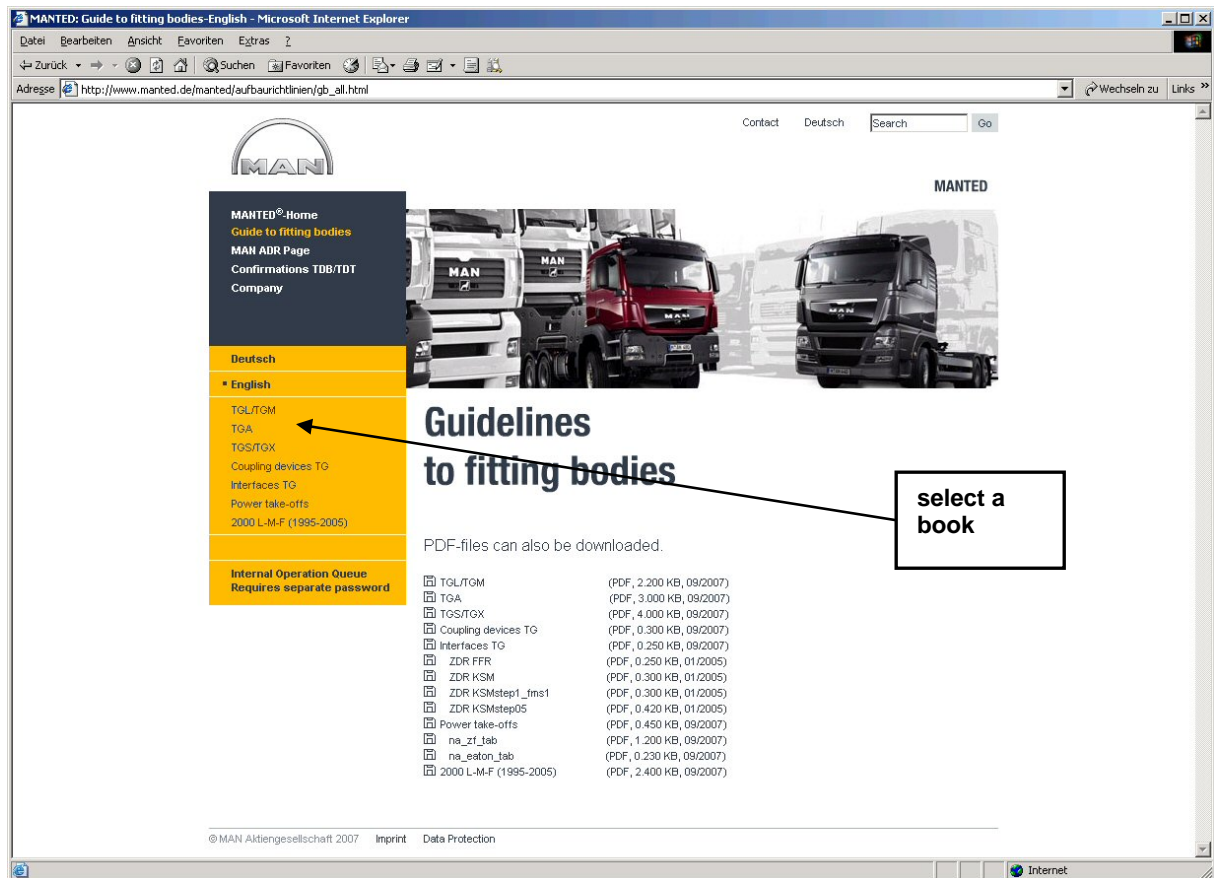 MANTED: Guide to fitting bodies-English - Microsoft Internet Explorer
Datei Bearbeiten Ansicht Favoriten Extras ?
Zurück Suchen Favoriten
Adresse http://www.manted.de/manted/aufbaurichtlinien/gb_all.html Wechseln zu Links »
Contact Deutsch Search Go
MAN
MANTED
MANTED®-Home
Guide to fitting bodies
MAN ADR Page
Confirmations TDB/TDT
Company
MAN
MAN
MAN
MAN
Deutsch
English
TGL/TGM
TGA
TGS/TGX
Coupling devices TG
Interfaces TG
Power take-offs
2000 L-M-F (1995-2005)
Internal Operation Queue
Requires separate password
Guidelines
to fitting bodies
select a
book
PDF-files can also be downloaded.
TGL/TGM (PDF, 2.200 KB, 09/2007)
TGA (PDF, 3.000 KB, 09/2007)
TGS/TGX (PDF, 4.000 KB, 09/2007)
Coupling devices TG (PDF, 0.300 KB, 09/2007)
Interfaces TG (PDF, 0.250 KB, 09/2007)
ZDR FFR (PDF, 0.250 KB, 01/2005)
ZDR KSM (PDF, 0.300 KB, 01/2005)
ZDR KSMstep1_fms1 (PDF, 0.300 KB, 01/2005)
ZDR KSMstep05 (PDF, 0.420 KB, 01/2005)
Power take-offs (PDF, 0.450 KB, 09/2007)
na_zf_tab (PDF, 1.200 KB, 09/2007)
na_eaton_tab (PDF, 0.230 KB, 09/2007)
2000 L-M-F (1995-2005) (PDF, 2.400 KB, 09/2007)
© MAN Aktiengesellschaft 2007 Imprint Data Protection
Internet